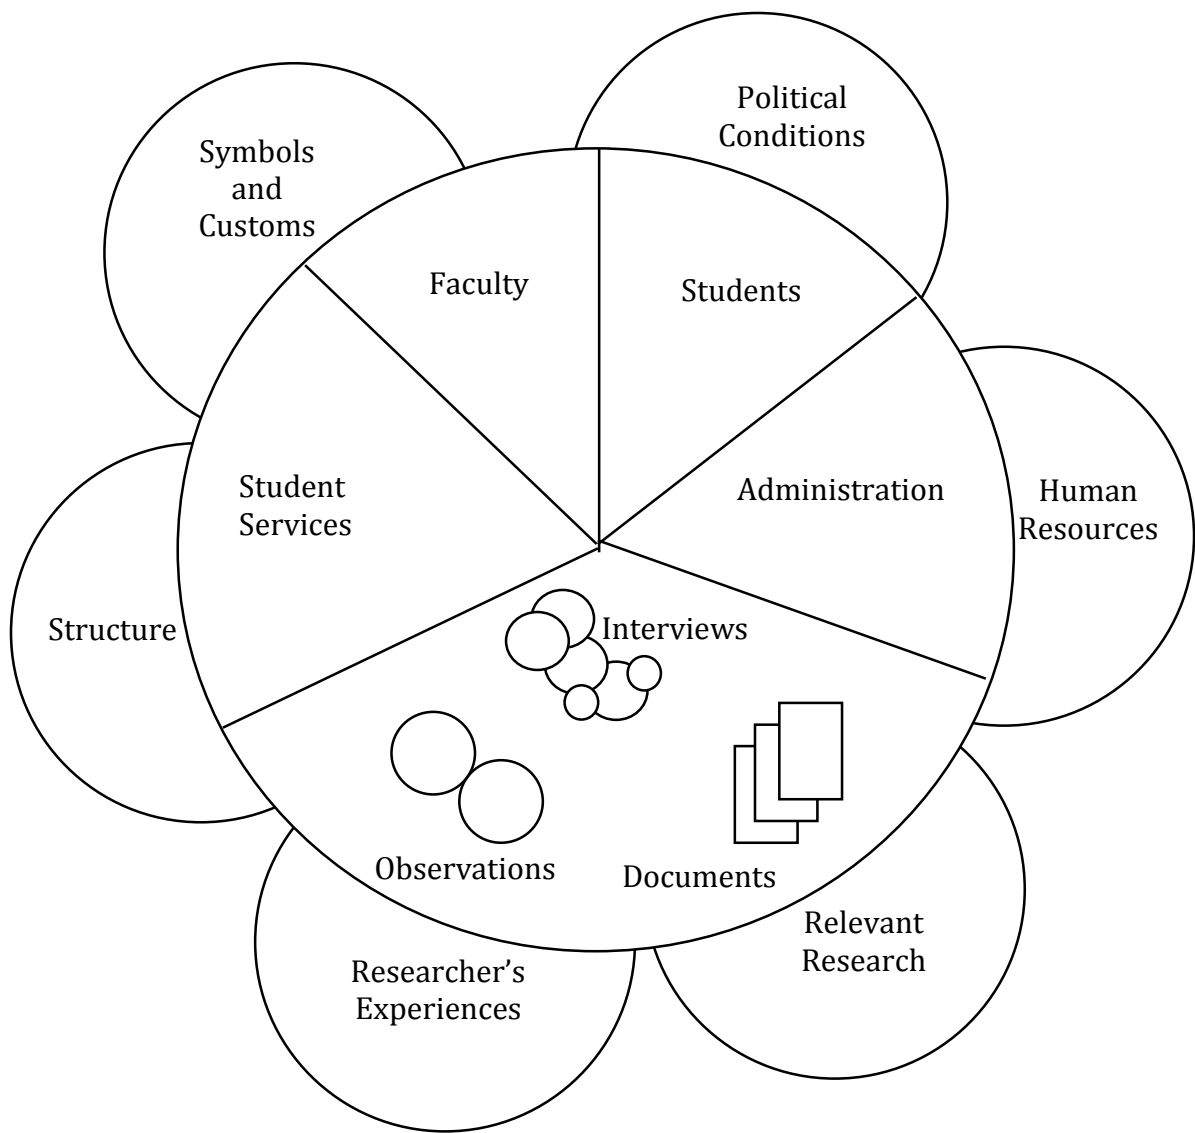 Political
Conditions
Symbols
and
Customs
Faculty
Students
Student
Services
Administration
Human
Resources
Structure
Interviews
Observations
Documents
Relevant
Research
Researcher’s
Experiences